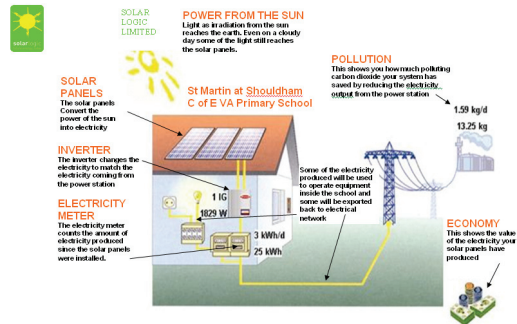 solar
SOLAR
LOGIC
LIMITED
POWER FROM THE SUN
Light as irradiation from the sun
reaches the earth. Even on a cloudy
day some of the light still reaches
the solar panels.
POLLUTION
This shows you how much polluting
carbon dioxide your system has
saved by reducing the electricity
output from the power station
1.59 kg/d
13.25 kg
St Martin at Shouldham
C of E VA Primary School
SOLAR
PANELS
The solar panels
Convert the
power of the sun
into electricity
INVERTER
The inverter changes the
electricity to match the
electricity coming from
the power station
1 IG
1829 W
Some of the electricity
produced will be used
to operate equipment
inside the school and
some will be exported
back to electrical
network
ELECTRICITY
METER
The electricity meter
counts the amount of
electricity produced
since the solar panels
were installed.
3 kWh/d
25 kWh
ECONOMY
This shows the value
of the electricity your
solar panels have
produced